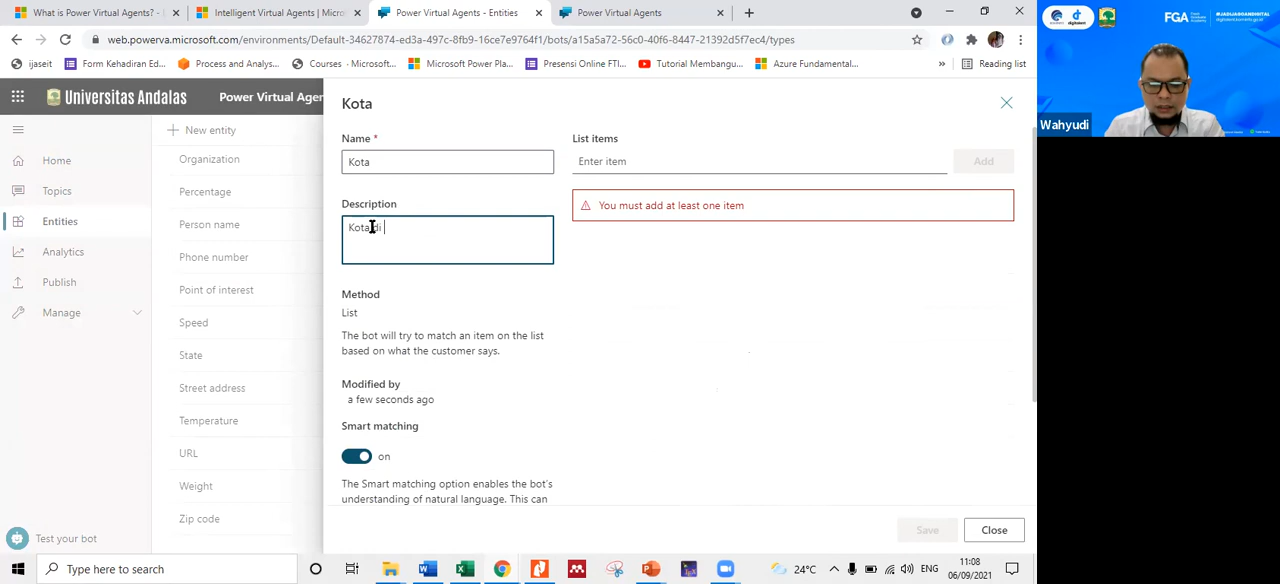 What is Power Virtual Agents? -
Intelligent Virtual Agents | Micro
Power Virtual Agents - Entities
Power Virtual Agents
web.powerva.microsoft.com/environments/Default-34627874-ed3a-497c-8fb9-16ce7e9764f1/bots/a15a5a72-56c0-40f6-8447-21392d5f7ec4/types
ijaseit
Form Kehadiran Ed...
Process and Analys...
Courses - Microsoft...
Microsoft Power Pla...
Presensi Online FTI...
Tutorial Membangu...
Azure Fundamental...
»
Reading list
Universitas Andalas
Power Virtual Agen
Home
Topics
Entities
Analytics
Publish
Manage
Test your bot
New entity
Organization
Percentage
Person name
Phone number
Point of interest
Speed
State
Street address
Temperature
URL
Weight
Zip code
Kota
Name *
Kota
Description
Kota di
Method
List
The bot will try to match an item on the list
based on what the customer says.
Modified by
a few seconds ago
Smart matching
on
The Smart matching option enables the bot's
understanding of natural language. This can
List items
Enter item
Add
You must add at least one item
Save
Close
Type here to search
24°C
ENG
11:08
06/09/2021
FGA
Wahyudi